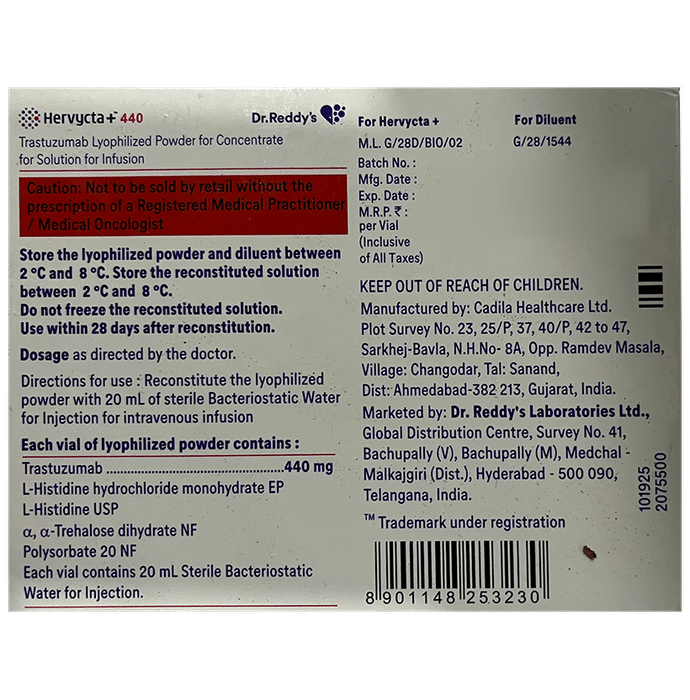 Hervycta+ 440
Dr.Reddy's
Trastuzumab Lyophilized Powder for Concentrate
for Solution for Infusion
Caution: Not to be sold by retail without the
prescription of a Registered Medical Practitioner
/ Medical Oncologist
Store the lyophilized powder and diluent between
2 °C and 8 °C. Store the reconstituted solution
between 2 °C and 8 °C.
Do not freeze the reconstituted solution.
Use within 28 days after reconstitution.
Dosage as directed by the doctor.
Directions for use : Reconstitute the lyophilized
powder with 20 mL of sterile Bacteriostatic Water
for Injection for intravenous infusion
Each vial of lyophilized powder contains :
Trastuzumab ................................................440 mg
L-Histidine hydrochloride monohydrate EP
L-Histidine USP
α, α-Trehalose dihydrate NF
Polysorbate 20 NF
Each vial contains 20 mL Sterile Bacteriostatic
Water for Injection.
For Hervycta +
For Diluent
M.L. G/28D/BIO/02
G/28/1544
Batch No. :
Mfg. Date :
Exp. Date :
M.R.P. ₹ :
per Vial
(Inclusive
of All Taxes)
KEEP OUT OF REACH OF CHILDREN.
Manufactured by: Cadila Healthcare Ltd.
Plot Survey No. 23, 25/P, 37, 40/P, 42 to 47,
Sarkhej-Bavla, N.H.No- 8A, Opp. Ramdev Masala,
Village: Changodar, Tal: Sanand,
Dist: Ahmedabad-382 213, Gujarat, India.
Marketed by: Dr. Reddy's Laboratories Ltd.,
Global Distribution Centre, Survey No. 41,
Bachupally (V), Bachupally (M), Medchal -
Malkajgiri (Dist.), Hyderabad - 500 090,
Telangana, India.
™ Trademark under registration
8 901148 253230
101925
2075500